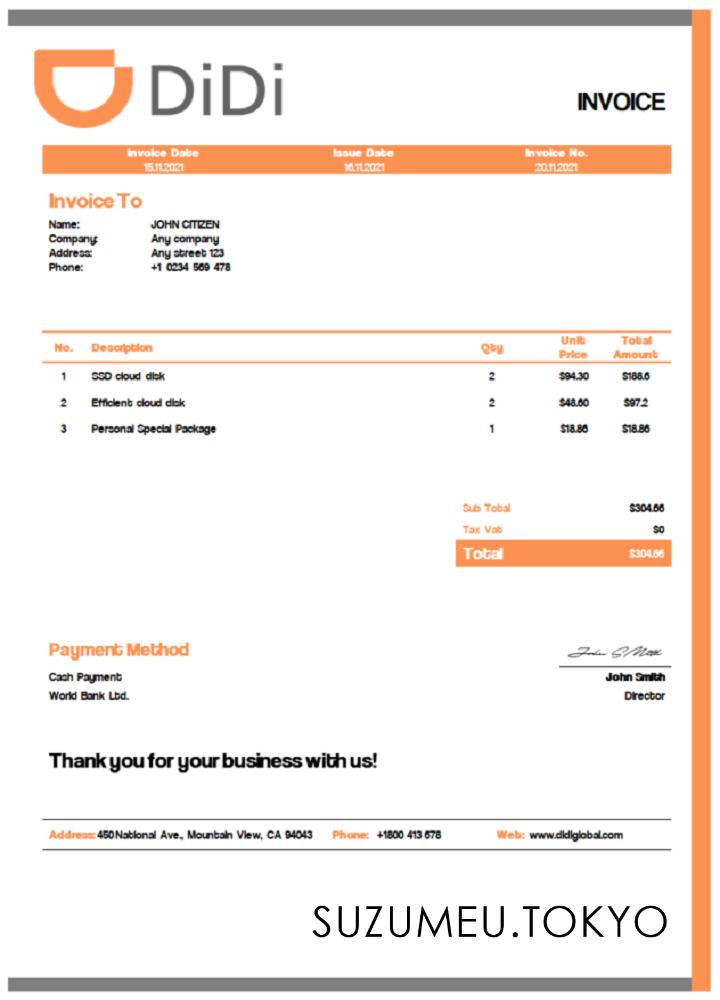 DiDi
INVOICE
Invoice Date Issue Date Invoice No.
15.11.2021 16.11.2021 20.11.2021
Invoice To
Name: JOHN CITIZEN
Company: Any company
Address: Any street 123
Phone: +1 0234 569 478
No. Description Qty Unit Price Total Amount
1 SSD cloud disk 2 $94.30 $188.6
2 Efficient cloud disk 2 $48.60 $97.2
3 Personal Special Package 1 $18.86 $18.86
Sub Total $304.66
Tax Vat $0
Total $304.66
Payment Method
Cash Payment
World Bank Ltd.
John Smith
John Smith
Director
Thank you for your business with us!
Address: 450 National Ave., Mountain View, CA 94043 Phone: +1800 413 678 Web: www.didiglobal.com
SUZUMEU.TOKYO